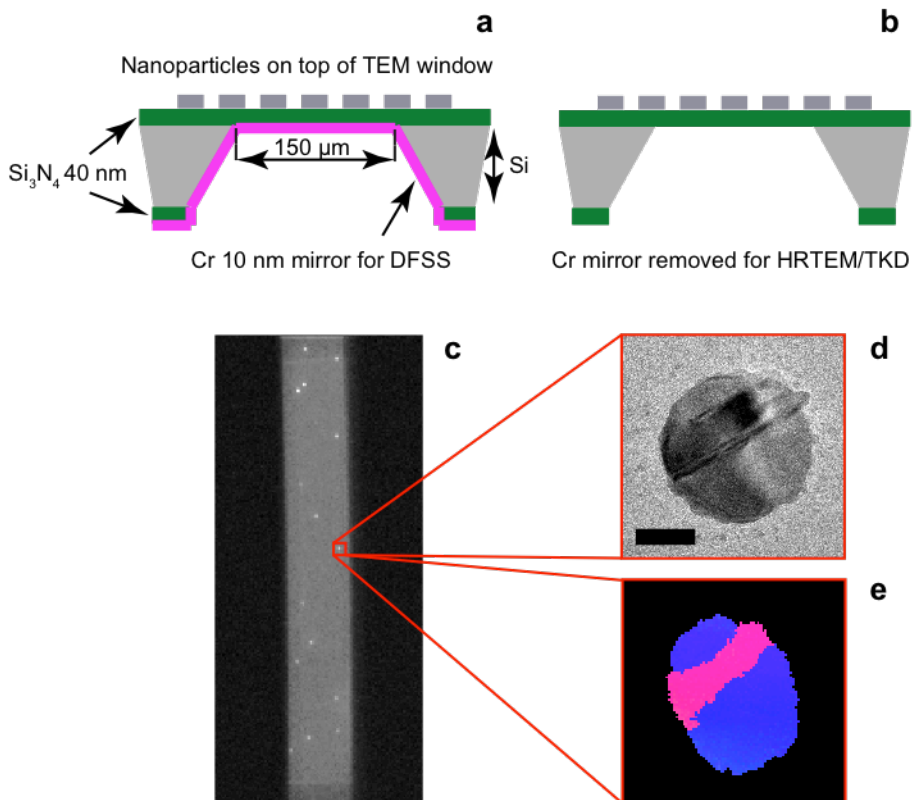 a
b
Nanoparticles on top of TEM window
150 µm
Si₃N₄ 40 nm
Si
Cr 10 nm mirror for DFSS
Cr mirror removed for HRTEM/TKD
c
d
e